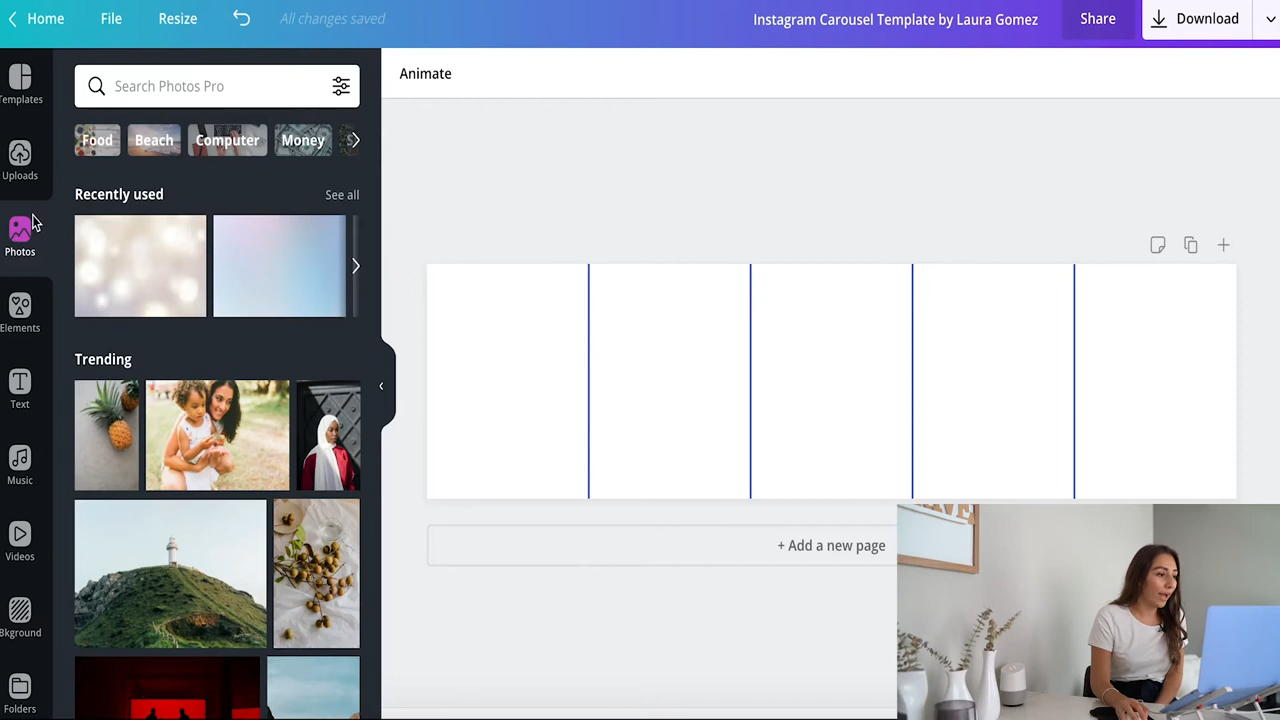 Home File Resize All changes saved Instagram Carousel Template by Laura Gomez Share Download
Templates
Uploads
Photos
Elements
Text
Music
Videos
Bkground
Folders
Search Photos Pro
Food Beach Computer Money
Recently used See all
Trending
Animate
+ Add a new page